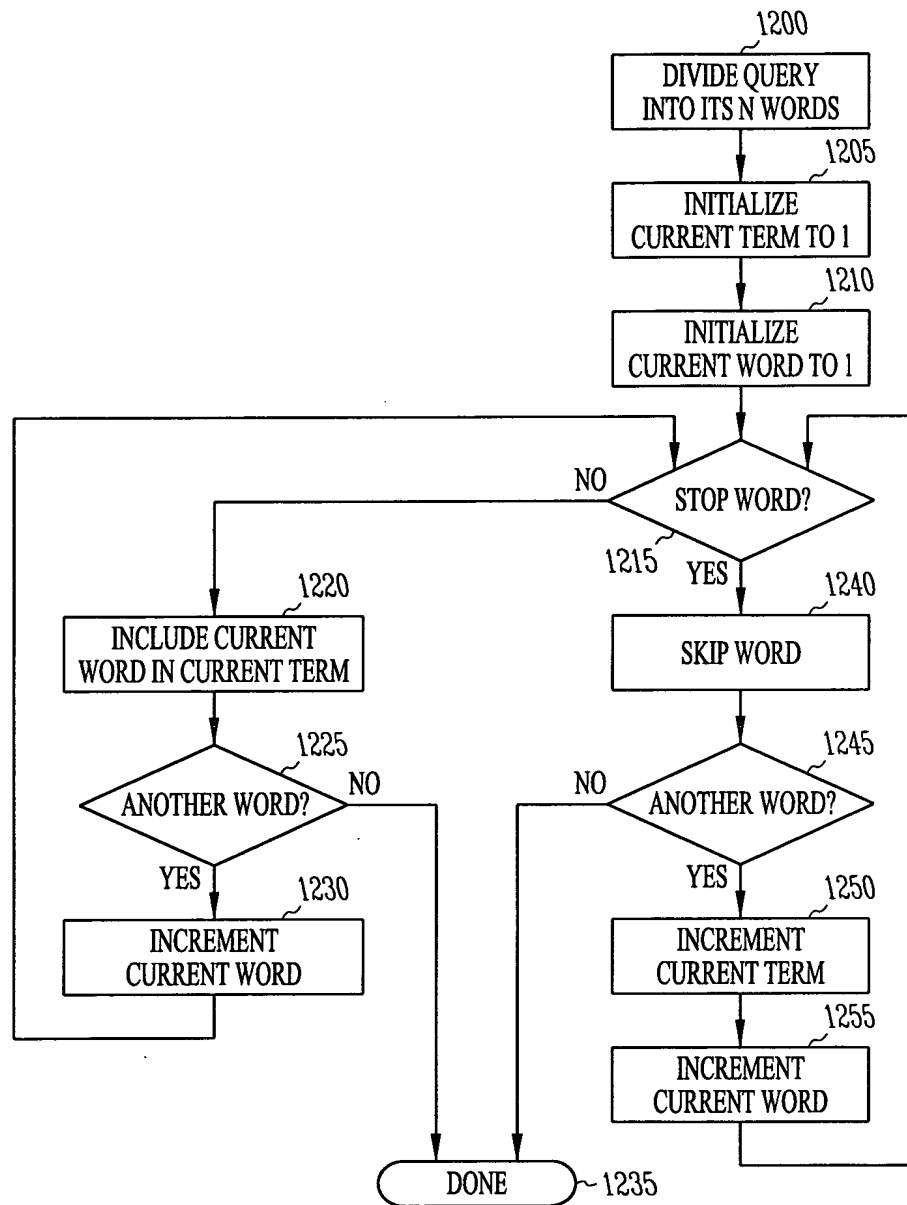 1200
DIVIDE QUERY
INTO ITS N WORDS
1205
INITIALIZE
CURRENT TERM TO 1
1210
INITIALIZE
CURRENT WORD TO 1
NO
STOP WORD?
1215
YES
1220
INCLUDE CURRENT
WORD IN CURRENT TERM
1240
SKIP WORD
1225
ANOTHER WORD?
NO
YES
1245
NO
ANOTHER WORD?
YES
1230
INCREMENT
CURRENT WORD
1250
INCREMENT
CURRENT TERM
1255
INCREMENT
CURRENT WORD
DONE
1235